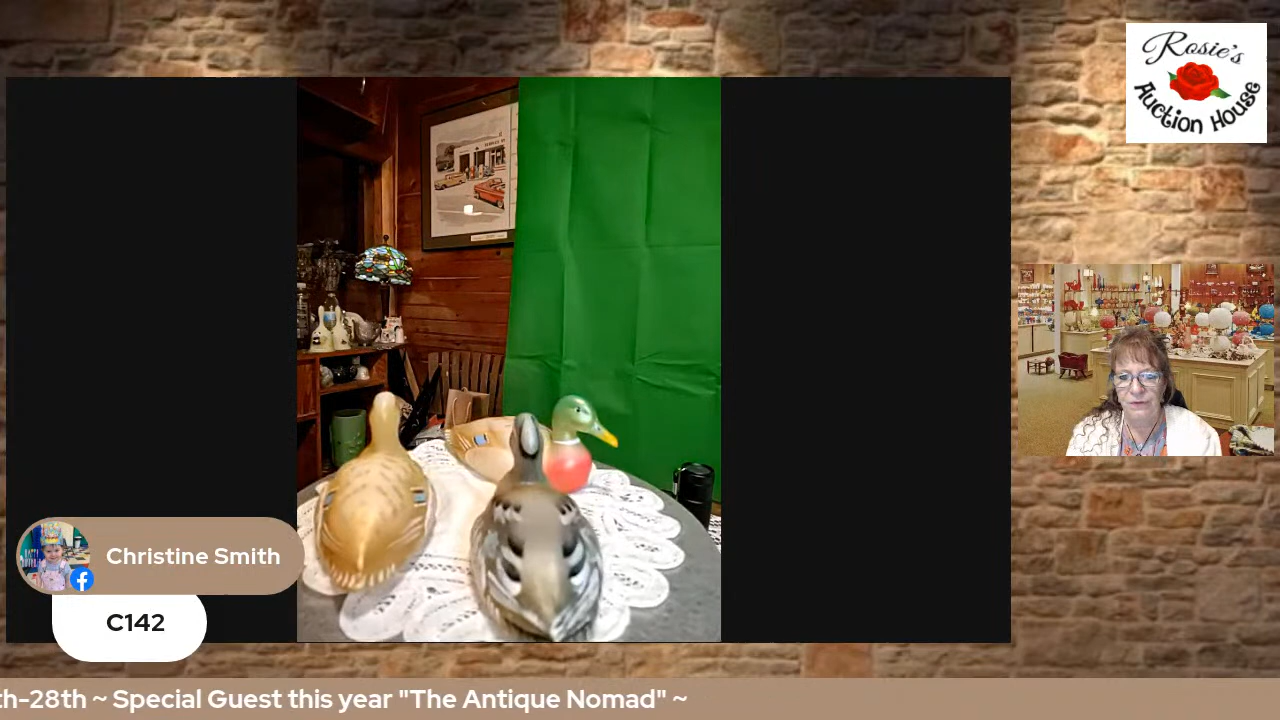 Rosie's
Auction House
Christine Smith
C142
th-28th ~ Special Guest this year "The Antique Nomad" ~